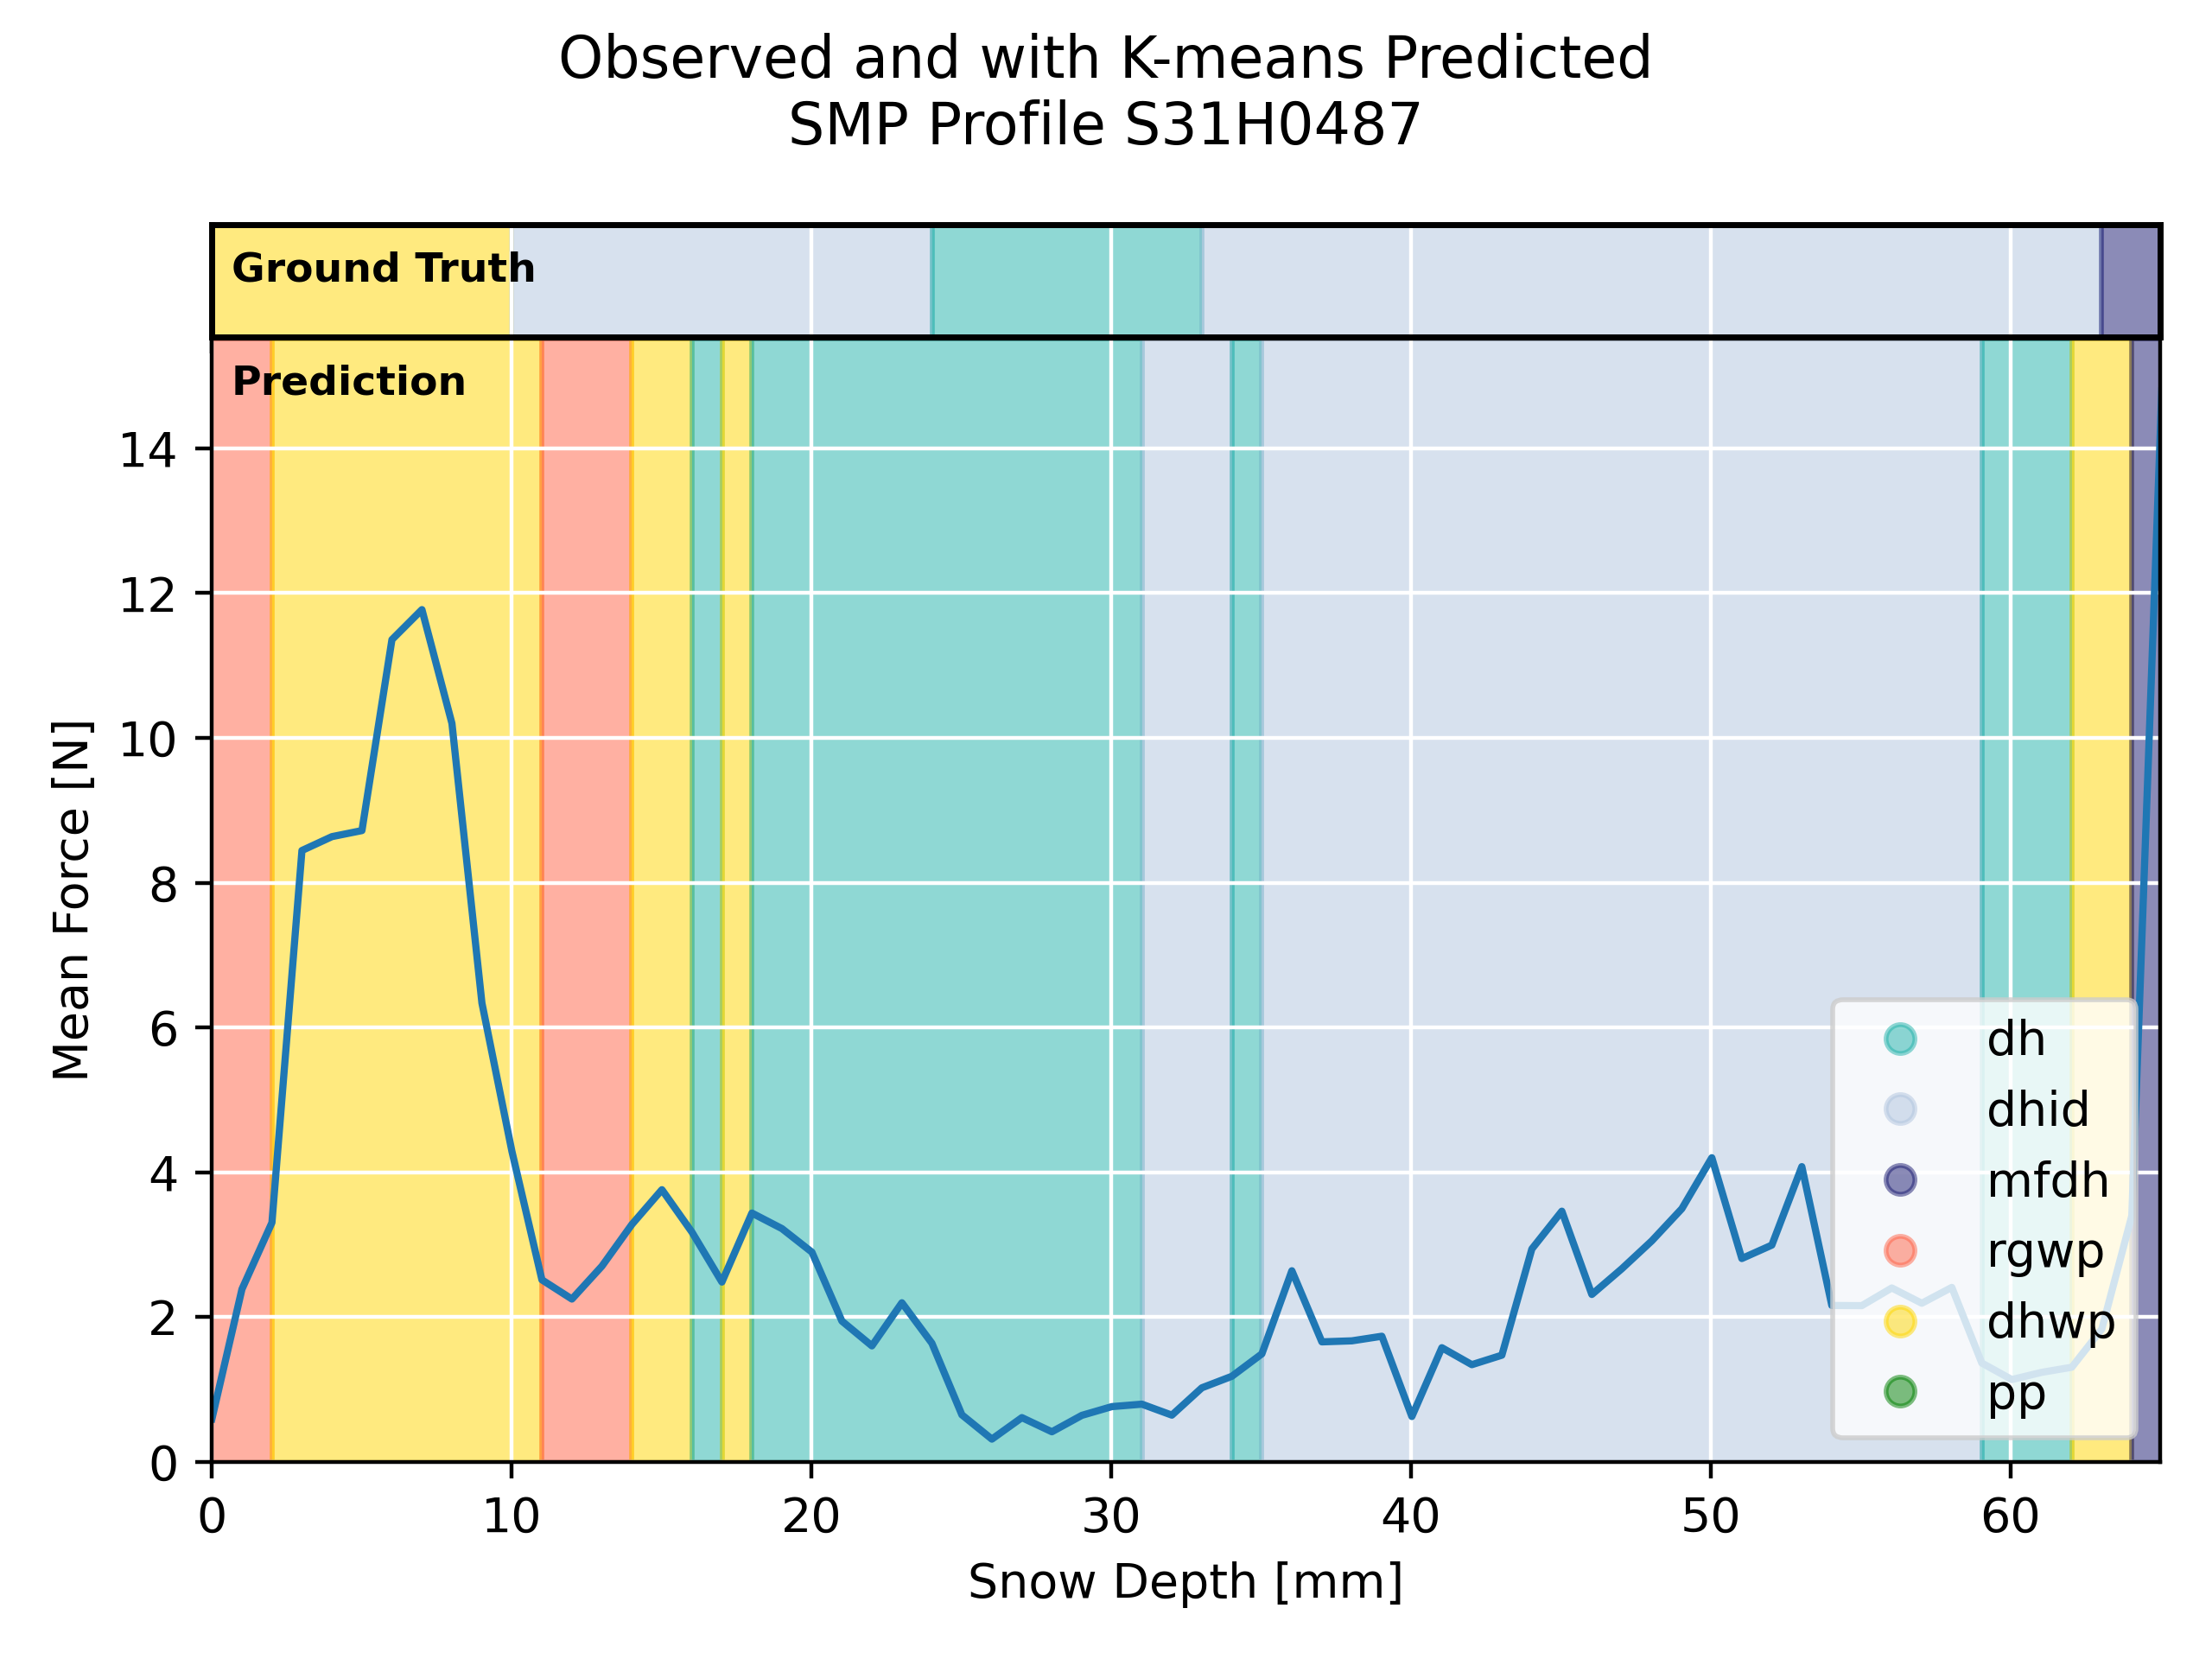 Observed and with K-means Predicted
SMP Profile S31H0487
Ground Truth
Prediction
14
12
10
8
6
4
2
0
Mean Force [N]
dh
dhid
mfdh
rgwp
dhwp
pp
0 10 20 30 40 50 60
Snow Depth [mm]